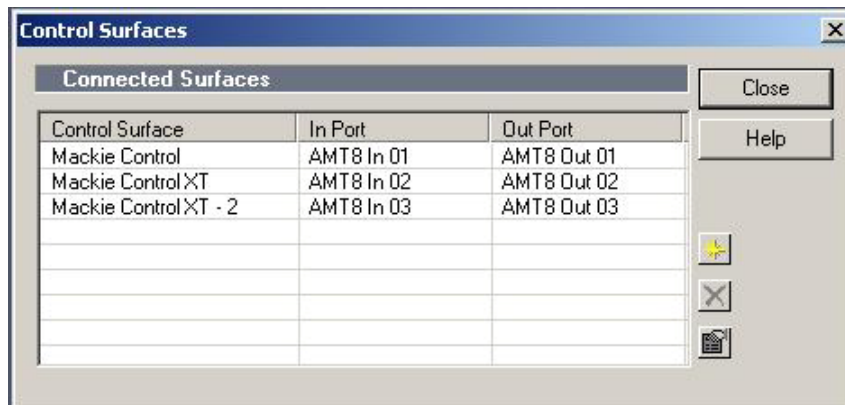 Control Surfaces
Connected Surfaces
Close
Help
Control Surface In Port Out Port
Mackie Control AMT8 In 01 AMT8 Out 01
Mackie Control XT AMT8 In 02 AMT8 Out 02
Mackie Control XT - 2 AMT8 In 03 AMT8 Out 03